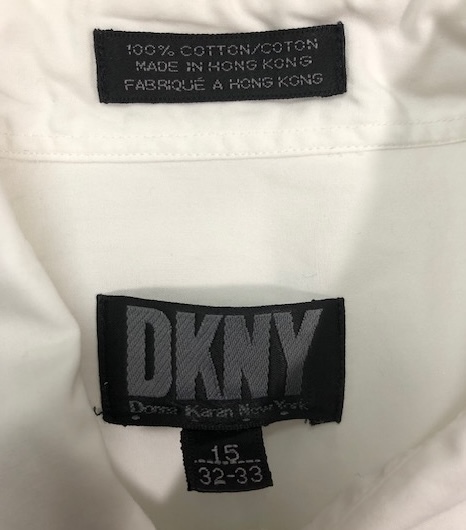 100% COTTON/COTON
MADE IN HONG KONG
FABRIQUÉ À HONG KONG
DKNY
Donna Karan New York
15
32-33